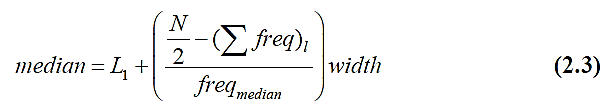 median = L₁ + ( (N/2 − (∑ freq)ₗ) / freq_median ) width (2.3)